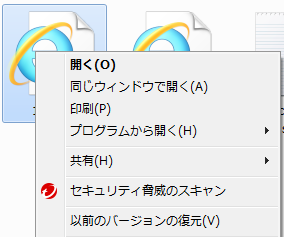 開く(O)
同じウィンドウで開く(A)
印刷(P)
プログラムから開く(H)
共有(H)
セキュリティ脅威のスキャン
以前のバージョンの復元(V)